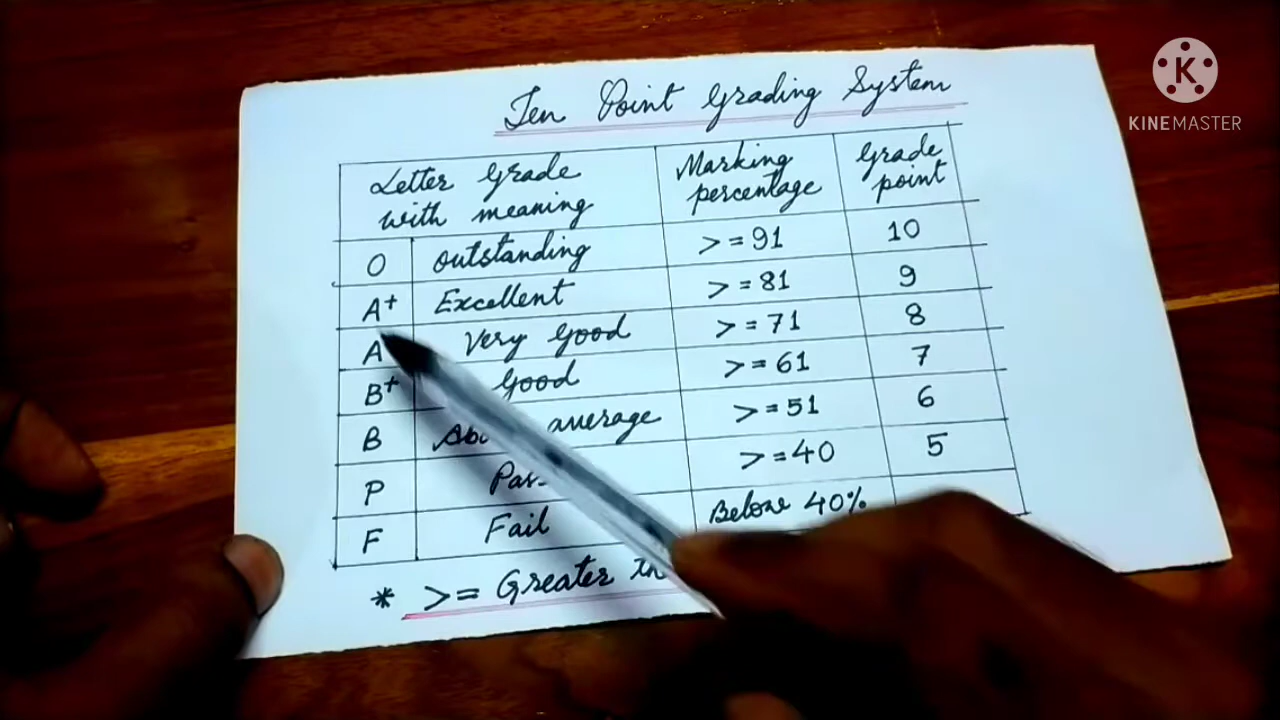 Ten Point Grading System
Letter Grade with meaning Marking percentage Grade point
O Outstanding >=91 10
A+ Excellent >=81 9
A Very Good >=71 8
B+ Good >=61 7
B average >=51 6
P >=40 5
F Fail Below 40%
* >= Greater
K
KINEMASTER